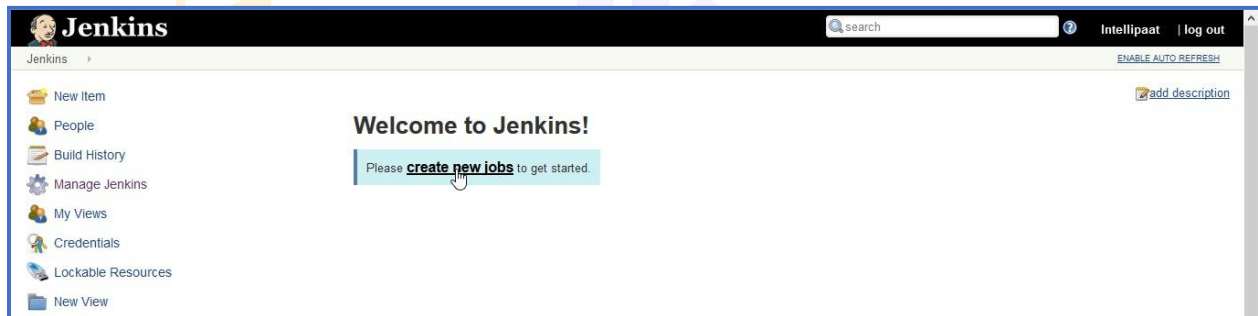 Jenkins
search
Intellipaat | log out
Jenkins
ENABLE AUTO REFRESH
New Item
People
Build History
Manage Jenkins
My Views
Credentials
Lockable Resources
New View
add description
Welcome to Jenkins!
Please create new jobs to get started.